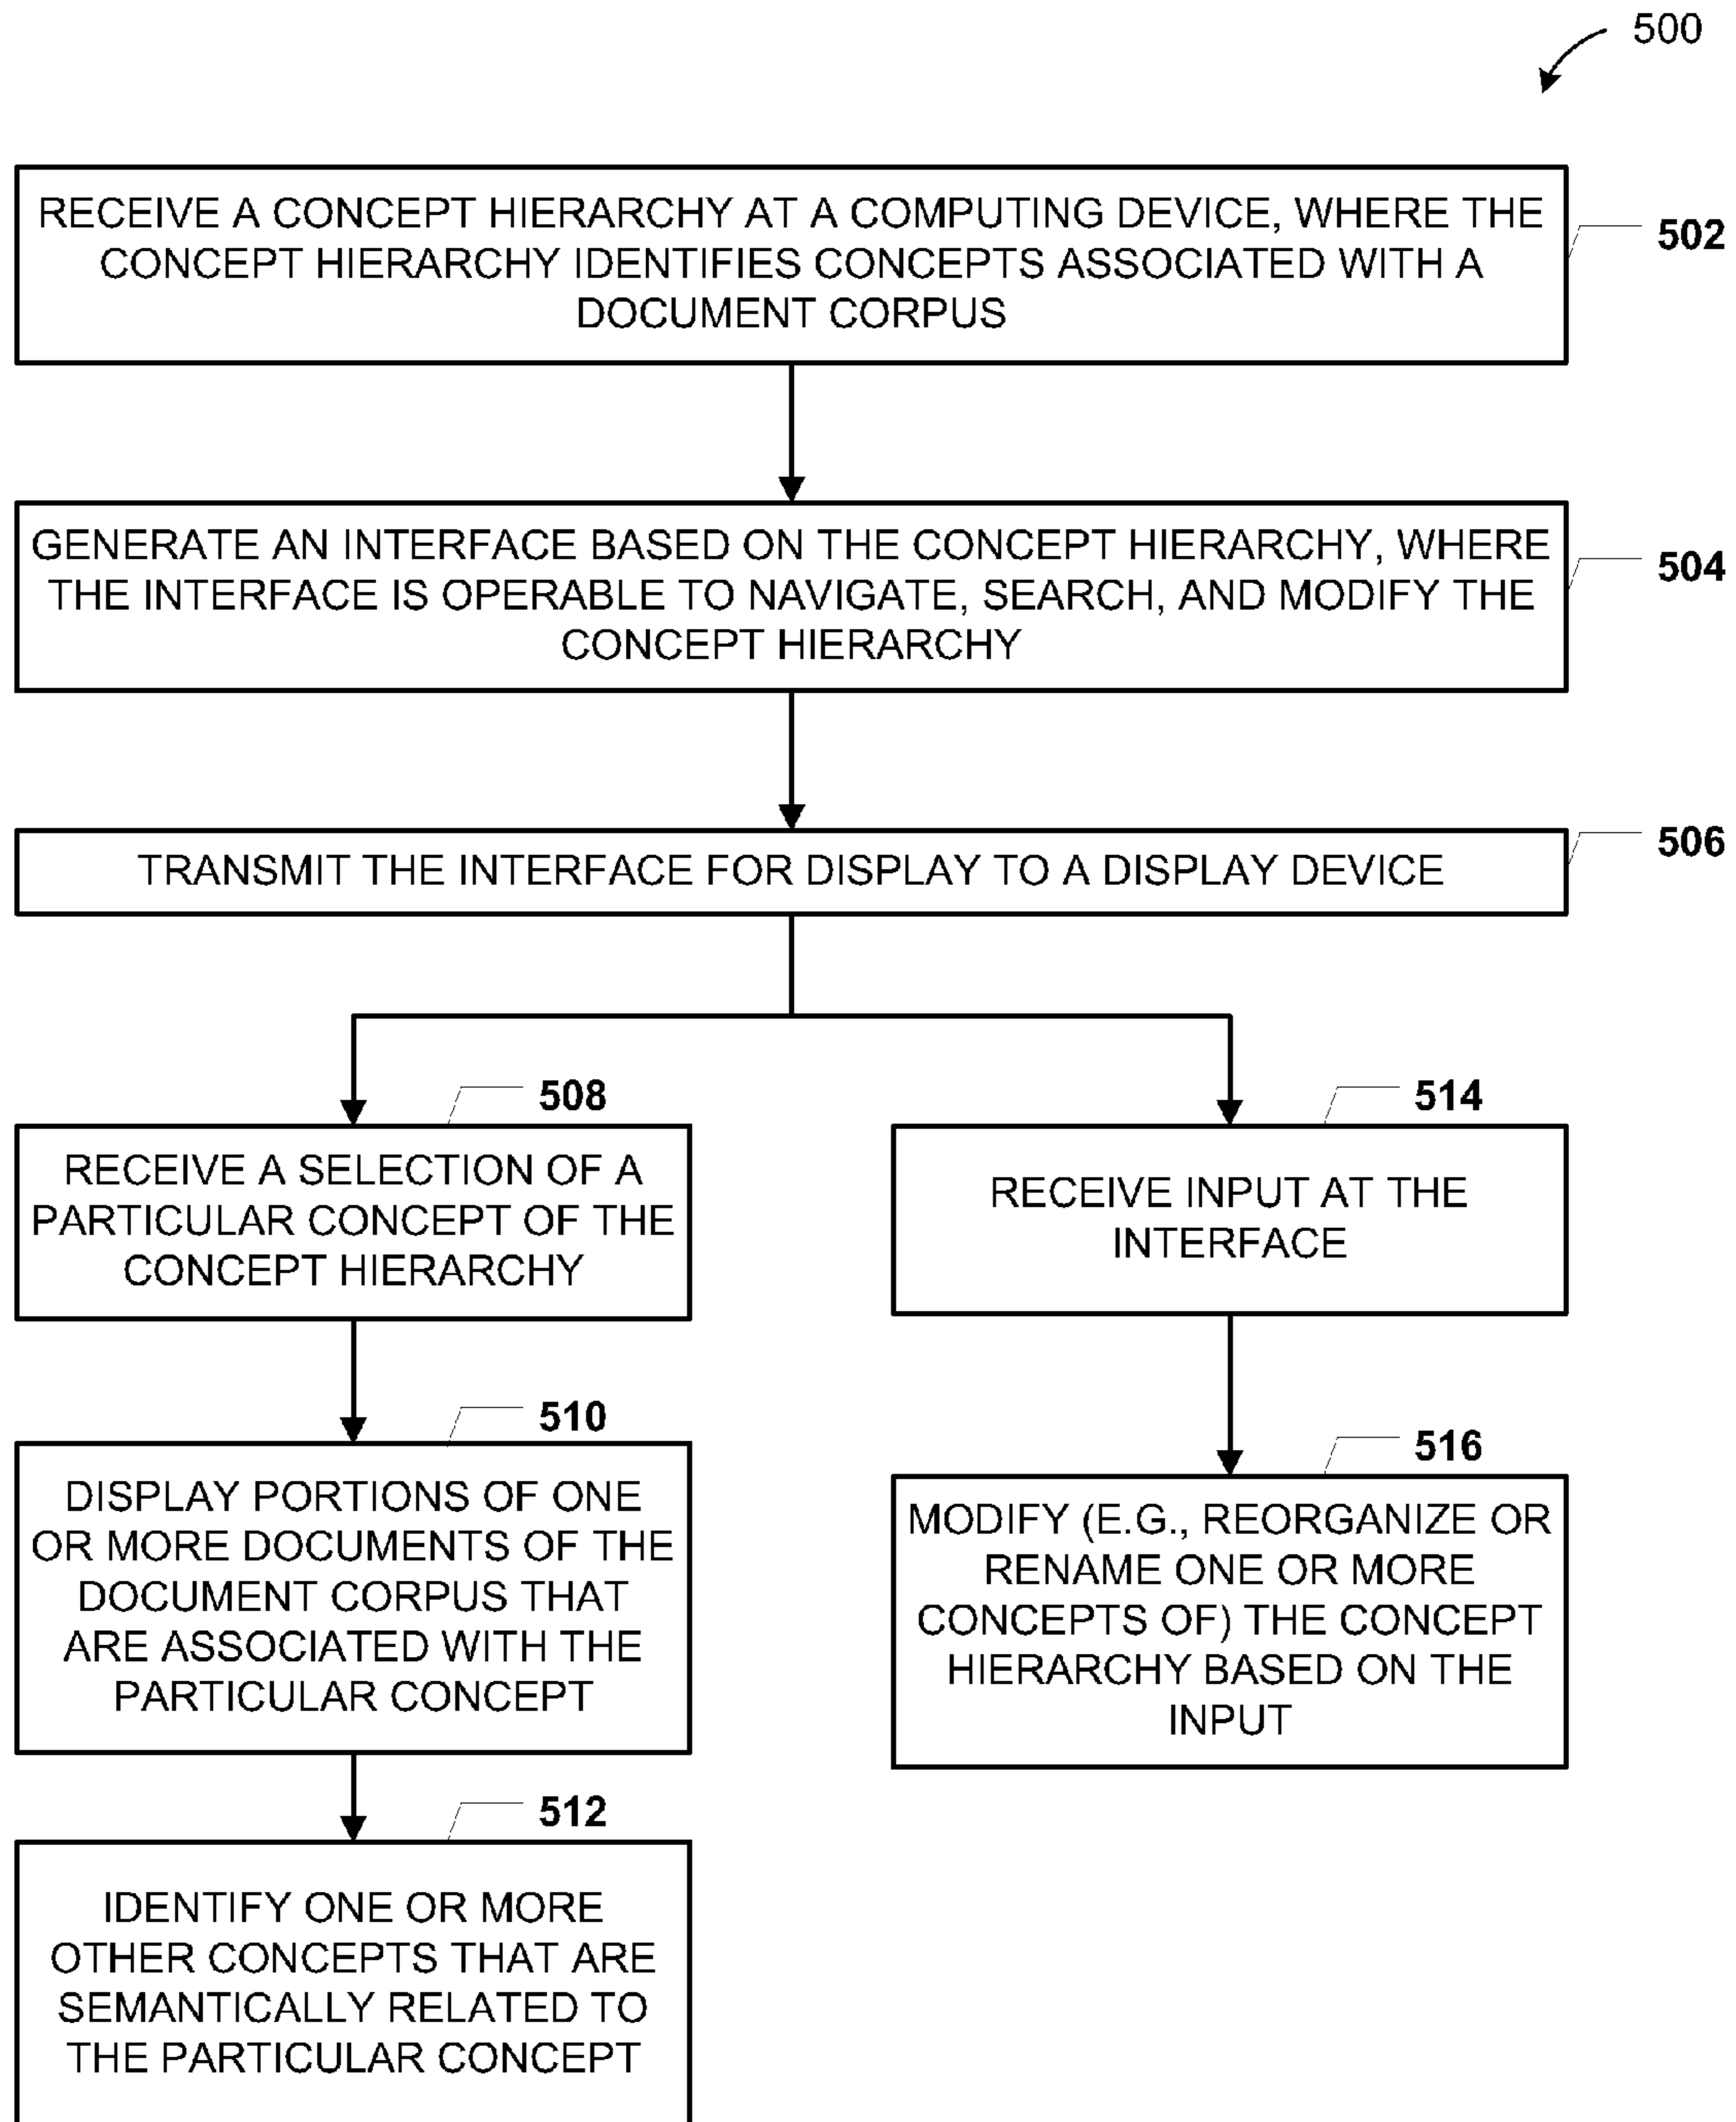 500
RECEIVE A CONCEPT HIERARCHY AT A COMPUTING DEVICE, WHERE THE
CONCEPT HIERARCHY IDENTIFIES CONCEPTS ASSOCIATED WITH A
DOCUMENT CORPUS
502
GENERATE AN INTERFACE BASED ON THE CONCEPT HIERARCHY, WHERE
THE INTERFACE IS OPERABLE TO NAVIGATE, SEARCH, AND MODIFY THE
CONCEPT HIERARCHY
504
TRANSMIT THE INTERFACE FOR DISPLAY TO A DISPLAY DEVICE
506
508
RECEIVE A SELECTION OF A
PARTICULAR CONCEPT OF THE
CONCEPT HIERARCHY
510
DISPLAY PORTIONS OF ONE
OR MORE DOCUMENTS OF THE
DOCUMENT CORPUS THAT
ARE ASSOCIATED WITH THE
PARTICULAR CONCEPT
512
IDENTIFY ONE OR MORE
OTHER CONCEPTS THAT ARE
SEMANTICALLY RELATED TO
THE PARTICULAR CONCEPT
514
RECEIVE INPUT AT THE
INTERFACE
516
MODIFY (E.G., REORGANIZE OR
RENAME ONE OR MORE
CONCEPTS OF) THE CONCEPT
HIERARCHY BASED ON THE
INPUT